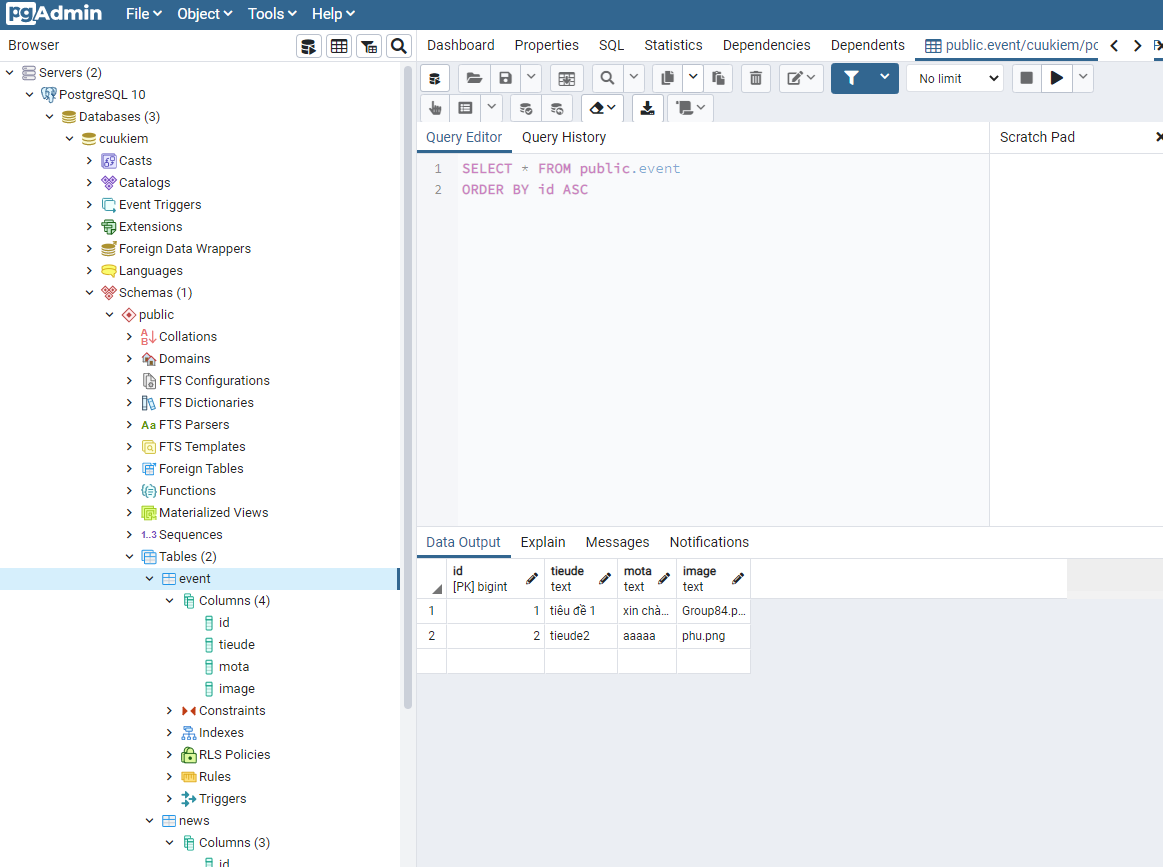 pgAdmin File Object Tools Help
Browser
Dashboard Properties SQL Statistics Dependencies Dependents public.event/cuukiem/po
Servers (2)
PostgreSQL 10
Databases (3)
cuukiem
Casts
Catalogs
Event Triggers
Extensions
Foreign Data Wrappers
Languages
Schemas (1)
public
Collations
Domains
FTS Configurations
FTS Dictionaries
Aa FTS Parsers
FTS Templates
Foreign Tables
Functions
Materialized Views
1..3 Sequences
Tables (2)
event
Columns (4)
id
tieude
mota
image
Constraints
Indexes
RLS Policies
Rules
Triggers
news
Columns (3)
id
No limit
Query Editor Query History
Scratch Pad
1 SELECT * FROM public.event
2 ORDER BY id ASC
Data Output Explain Messages Notifications
id tieude mota image
[PK] bigint text text text
1 1 tiêu đề 1 xin chà... Group84.p...
2 2 tieude2 aaaaa phu.png